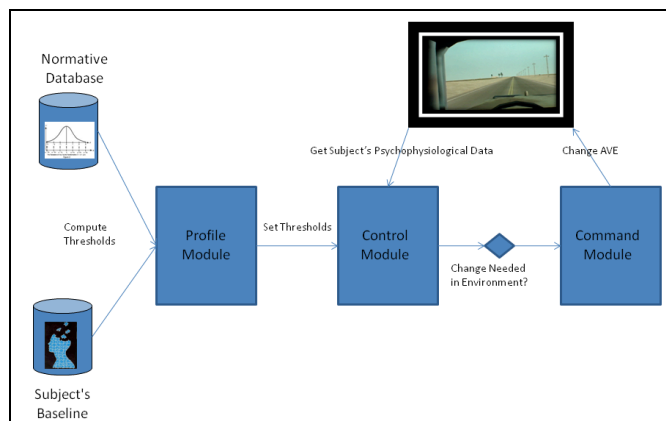 Normative
Database
Get Subject's Psychophysiological Data
Change AVE
Compute
Thresholds
Profile
Module
Set Thresholds
Control
Module
Change Needed
in Environment?
Command
Module
Subject's
Baseline